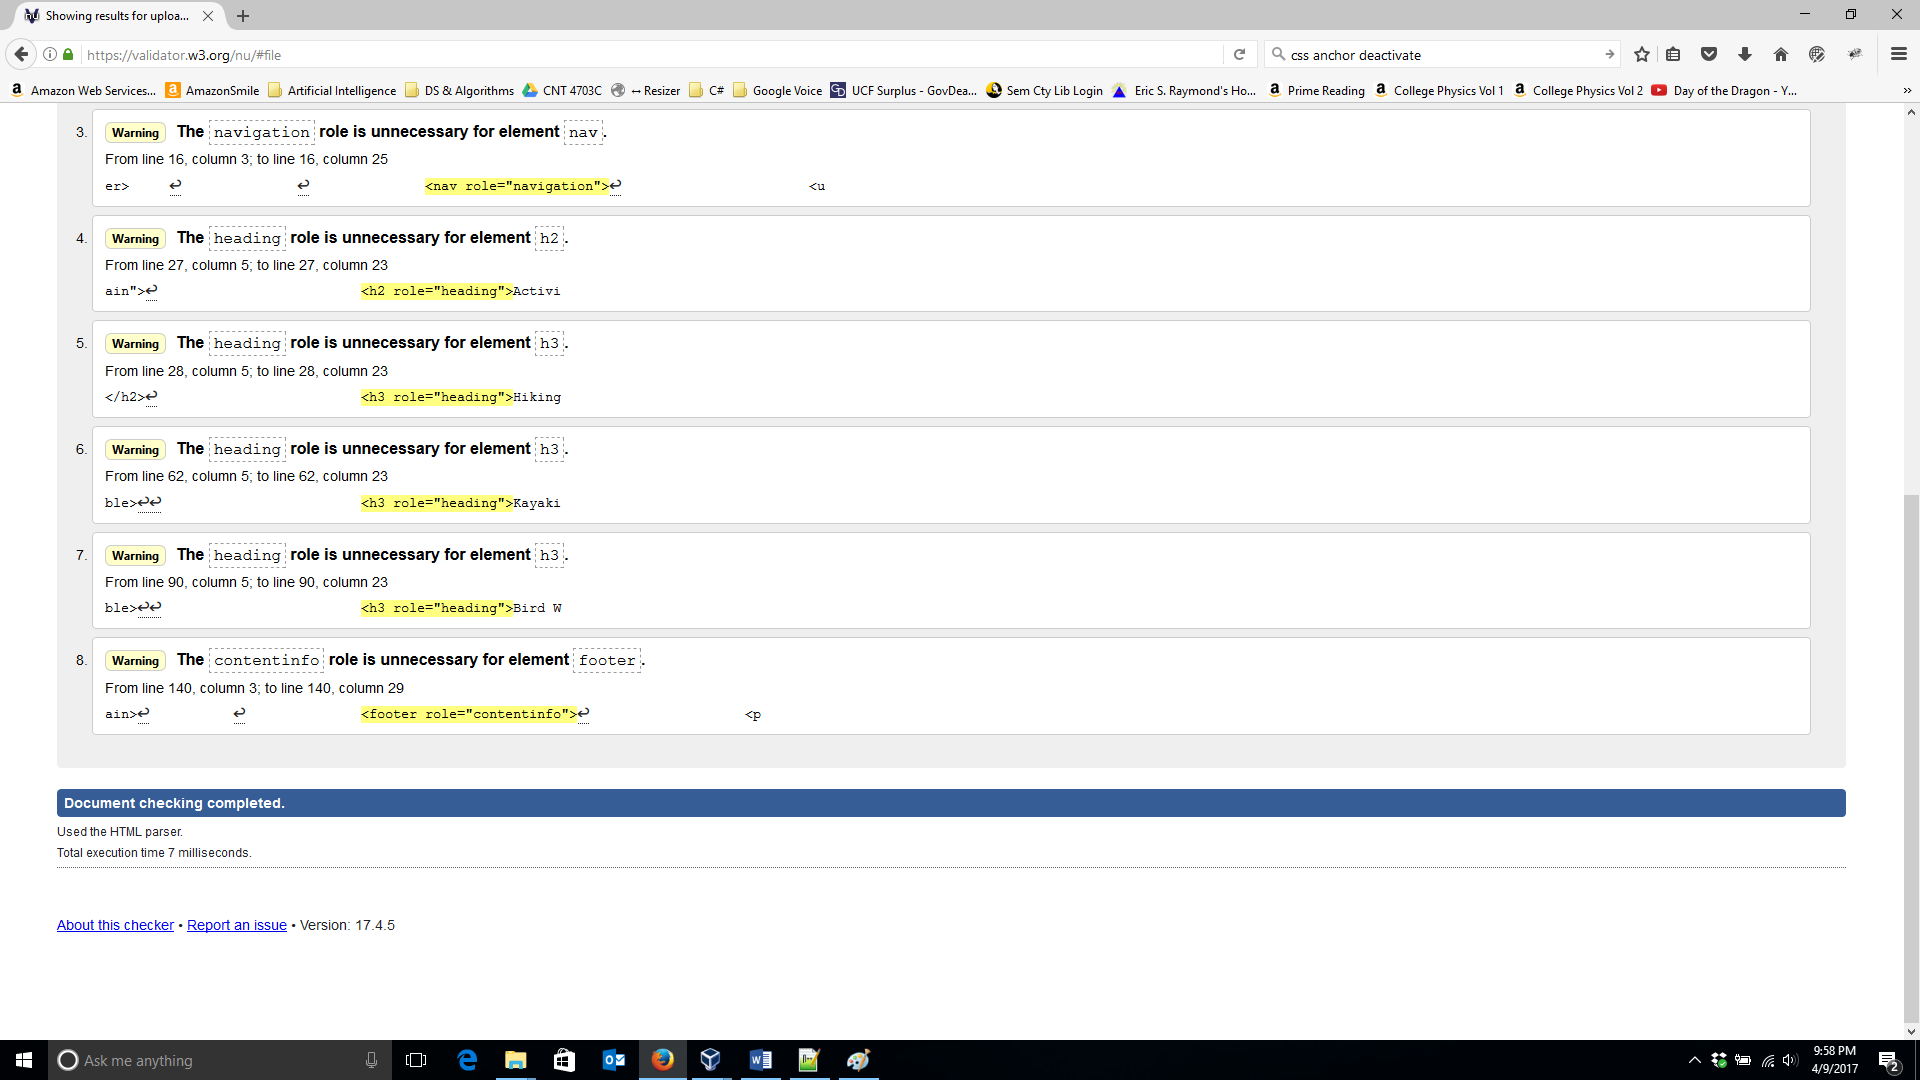 Showing results for uploa...
https://validator.w3.org/nu/#file
css anchor deactivate
Amazon Web Services... AmazonSmile Artificial Intelligence DS & Algorithms CNT 4703C ↔ Resizer C# Google Voice UCF Surplus - GovDea... Sem Cty Lib Login Eric S. Raymond's Ho... Prime Reading College Physics Vol 1 College Physics Vol 2 Day of the Dragon - Y... »
3. Warning The navigation role is unnecessary for element nav.
From line 16, column 3; to line 16, column 25
er>↩ ↩ <nav role="navigation">↩ <u
4. Warning The heading role is unnecessary for element h2.
From line 27, column 5; to line 27, column 23
ain">↩ <h2 role="heading">Activi
5. Warning The heading role is unnecessary for element h3.
From line 28, column 5; to line 28, column 23
</h2>↩ <h3 role="heading">Hiking
6. Warning The heading role is unnecessary for element h3.
From line 62, column 5; to line 62, column 23
ble>↩↩ <h3 role="heading">Kayaki
7. Warning The heading role is unnecessary for element h3.
From line 90, column 5; to line 90, column 23
ble>↩↩ <h3 role="heading">Bird W
8. Warning The contentinfo role is unnecessary for element footer.
From line 140, column 3; to line 140, column 29
ain>↩ ↩ <footer role="contentinfo">↩ <p
Document checking completed.
Used the HTML parser.
Total execution time 7 milliseconds.
About this checker • Report an issue • Version: 17.4.5
Ask me anything
9:58 PM
4/9/2017
2